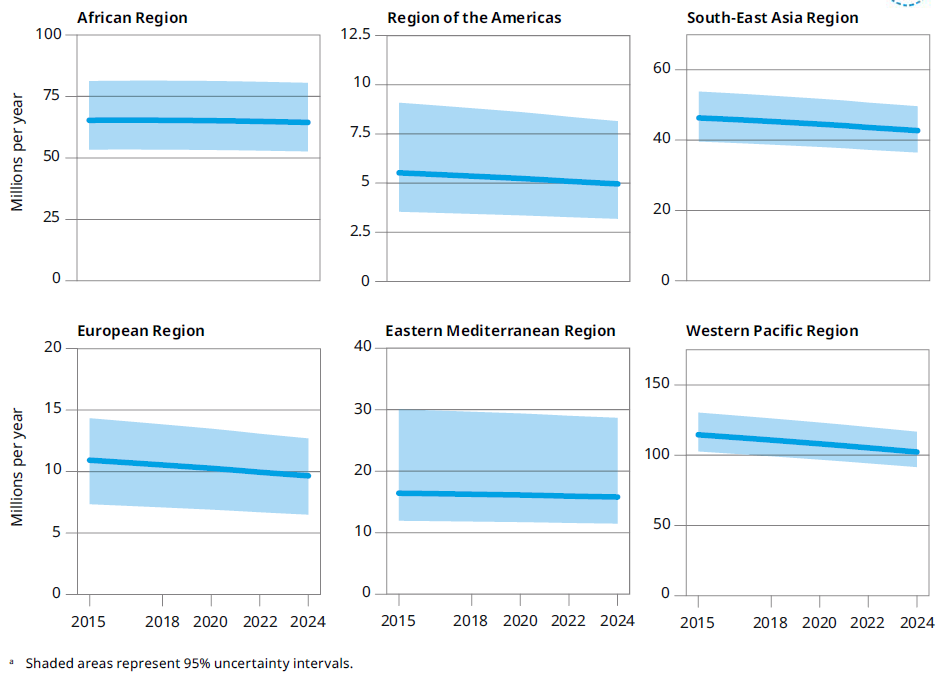 African Region
Region of the Americas
South-East Asia Region
Millions per year
100
75
50
25
0
12.5
10
7.5
5
2.5
0
60
40
20
0
European Region
Eastern Mediterranean Region
Western Pacific Region
Millions per year
20
15
10
5
0
40
30
20
10
0
150
100
50
0
2015 2018 2020 2022 2024
2015 2018 2020 2022 2024
2015 2018 2020 2022 2024
a Shaded areas represent 95% uncertainty intervals.